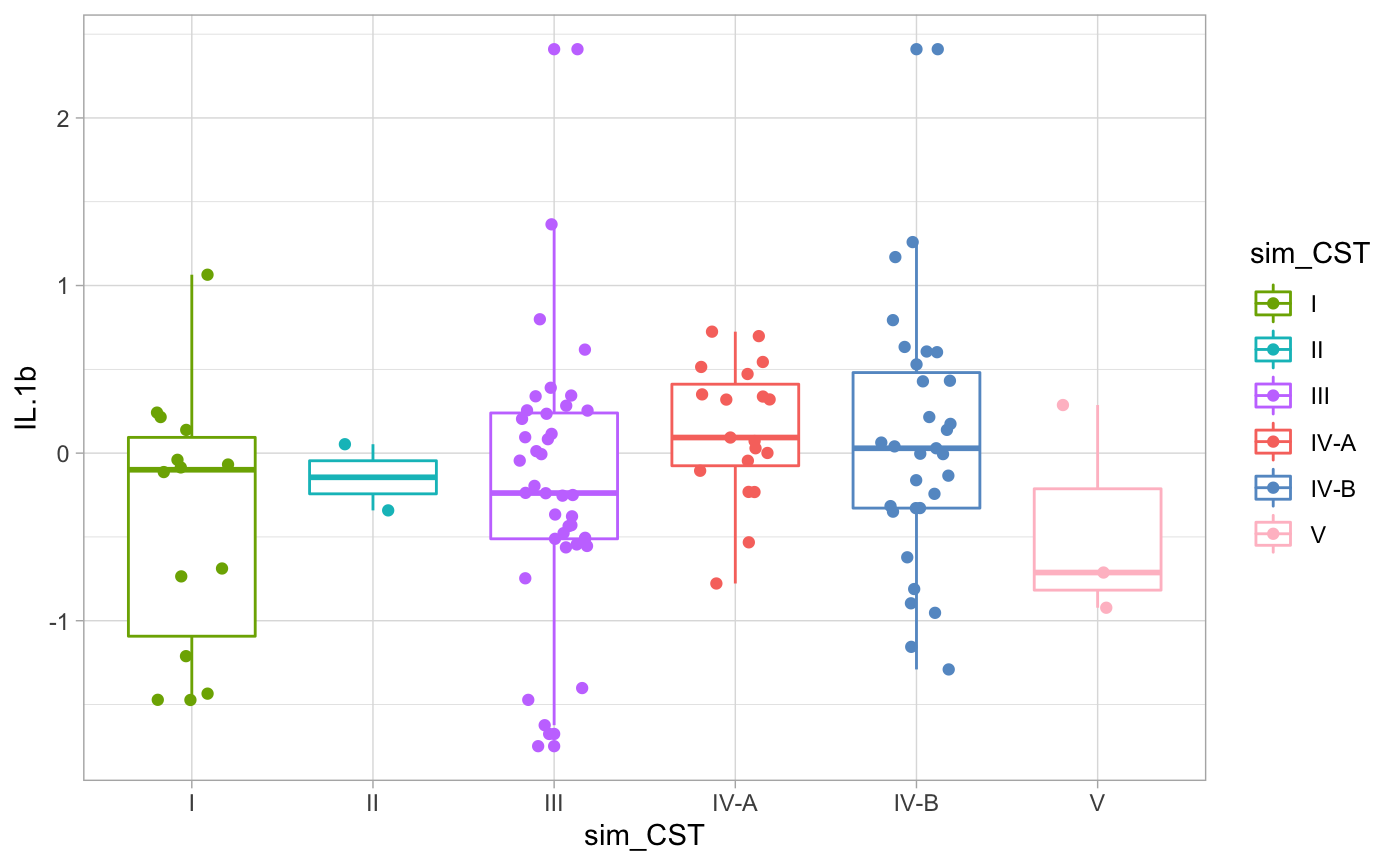 IL.1b
2
1
0
-1
I II III IV-A IV-B V
sim_CST
sim_CST
I
II
III
IV-A
IV-B
V